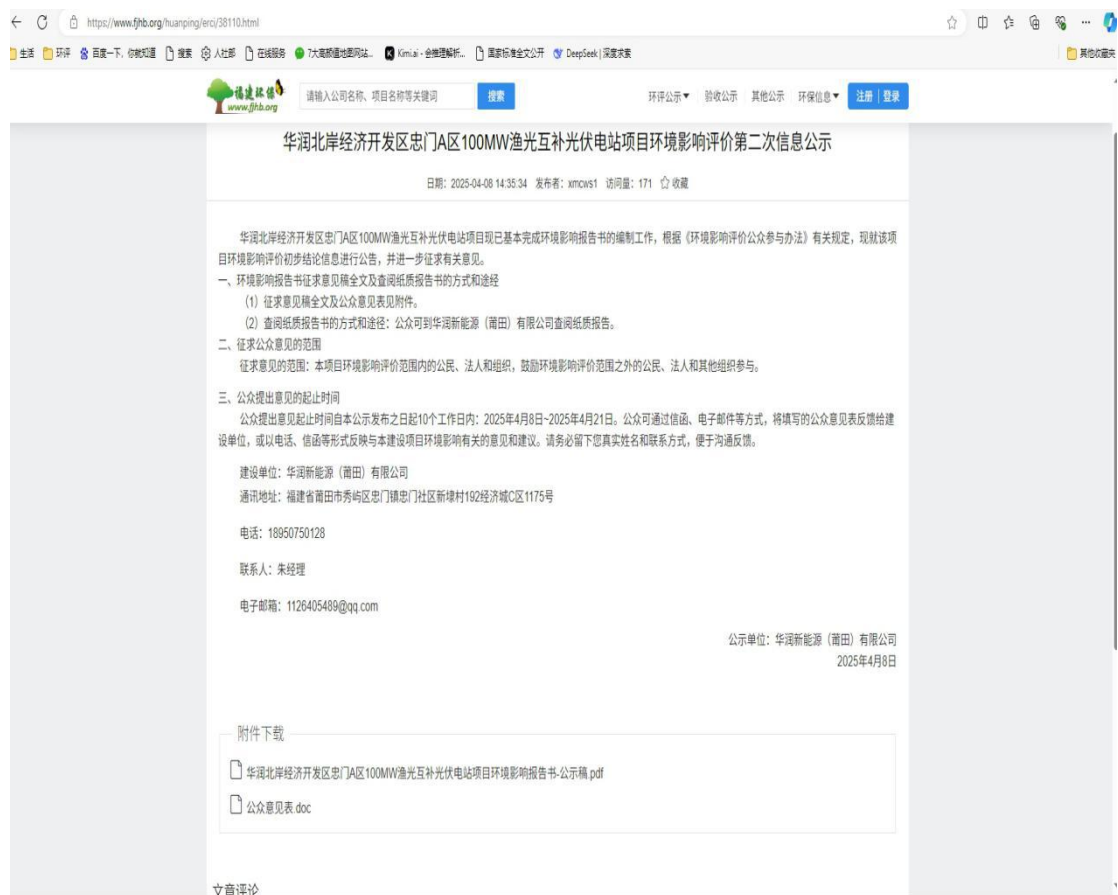 https://www.fjhb.org/huanping/erci/38110.html
生活 环评 百度一下，你就知道 搜索 人社部 在线服务 7大高颜值地图网站... Kimi.ai - 会推理解析... 国家标准全文公开 DeepSeek | 深度求索 其他收藏夹
福建环保
www.fjhb.org
请输入公司名称、项目名称等关键词 搜索 环评公示 验收公示 其他公示 环保信息 注册 | 登录
华润北岸经济开发区忠门A区100MW渔光互补光伏电站项目环境影响评价第二次信息公示
日期：2025-04-08 14:35:34 发布者：xmcws1 访问量：171 收藏
华润北岸经济开发区忠门A区100MW渔光互补光伏电站项目现已基本完成环境影响报告书的编制工作，根据《环境影响评价公众参与办法》有关规定，现就该项
目环境影响评价初步结论信息进行公告，并进一步征求有关意见。
一、环境影响报告书征求意见稿全文及查阅纸质报告书的方式和途径
（1）征求意见稿全文及公众意见表见附件。
（2）查阅纸质报告书的方式和途径：公众可到华润新能源（莆田）有限公司查阅纸质报告。
二、征求公众意见的范围
征求意见的范围：本项目环境影响评价范围内的公民、法人和组织，鼓励环境影响评价范围之外的公民、法人和其他组织参与。
三、公众提出意见的起止时间
公众提出意见起止时间自本公示发布之日起10个工作日内：2025年4月8日~2025年4月21日。公众可通过信函、电子邮件等方式，将填写的公众意见表反馈给建
设单位，或以电话、信函等形式反映与本建设项目环境影响有关的意见和建议。请务必留下您真实姓名和联系方式，便于沟通反馈。
建设单位：华润新能源（莆田）有限公司
通讯地址：福建省莆田市秀屿区忠门镇忠门社区新埭村192经济城C区1175号
电话：18950750128
联系人：朱经理
电子邮箱：1126405489@qq.com
公示单位：华润新能源（莆田）有限公司
2025年4月8日
附件下载
华润北岸经济开发区忠门A区100MW渔光互补光伏电站项目环境影响报告书-公示稿.pdf
公众意见表.doc
文章评论